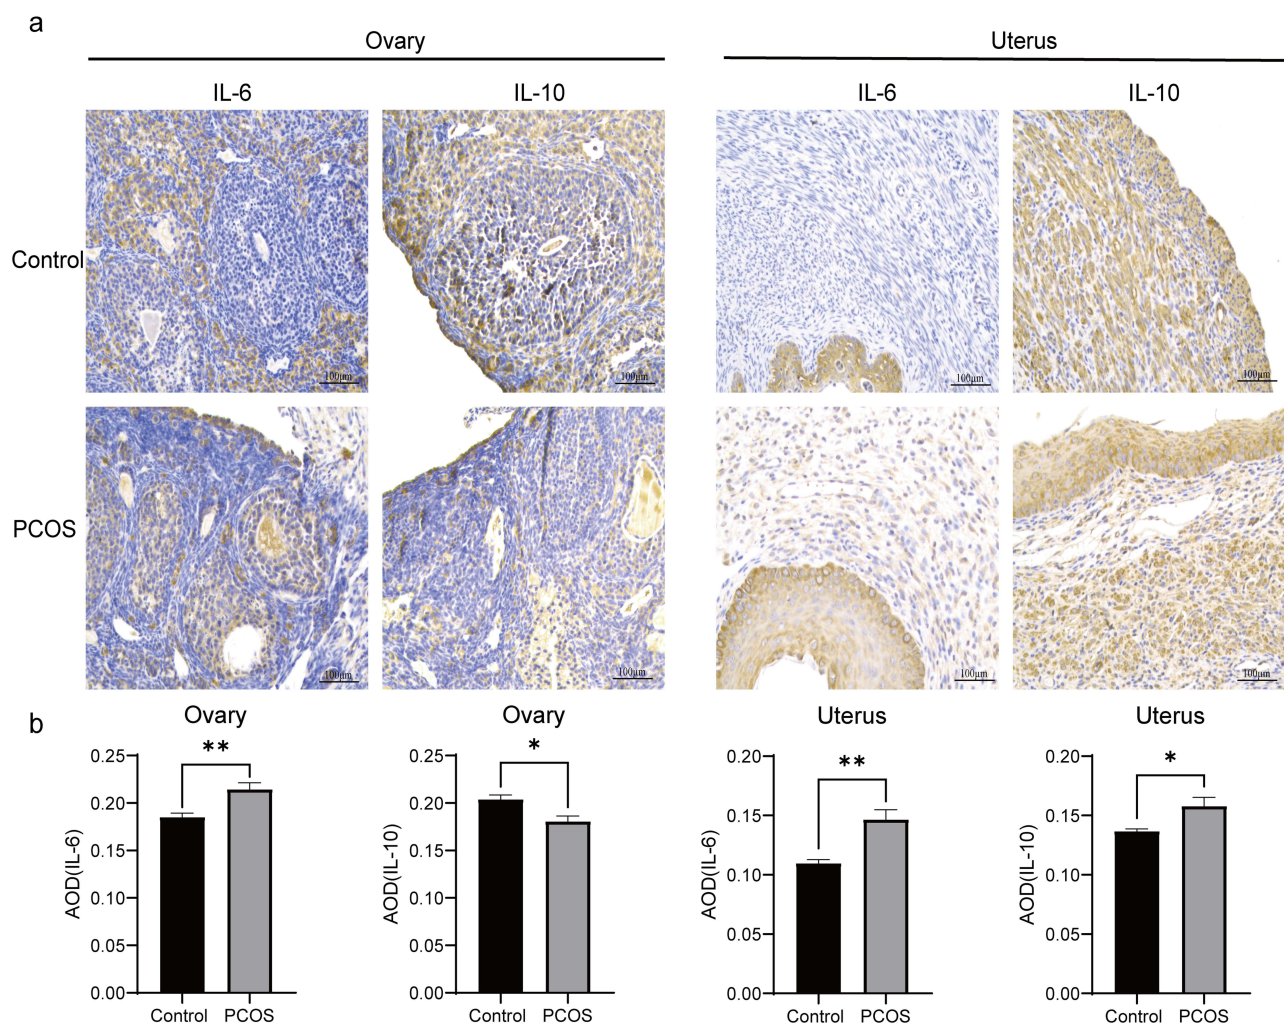 a
Ovary
Uterus
IL-6
IL-10
IL-6
IL-10
Control
100μm
100μm
100μm
100μm
PCOS
100μm
100μm
100μm
100μm
b
Ovary
Ovary
Uterus
Uterus
AOD(IL-6)
0.25
0.20
0.15
0.10
0.05
0.00
**
Control
PCOS
AOD(IL-10)
0.25
0.20
0.15
0.10
0.05
0.00
*
Control
PCOS
AOD(IL-6)
0.20
0.15
0.10
0.05
0.00
**
Control
PCOS
AOD(IL-10)
0.20
0.15
0.10
0.05
0.00
*
Control
PCOS